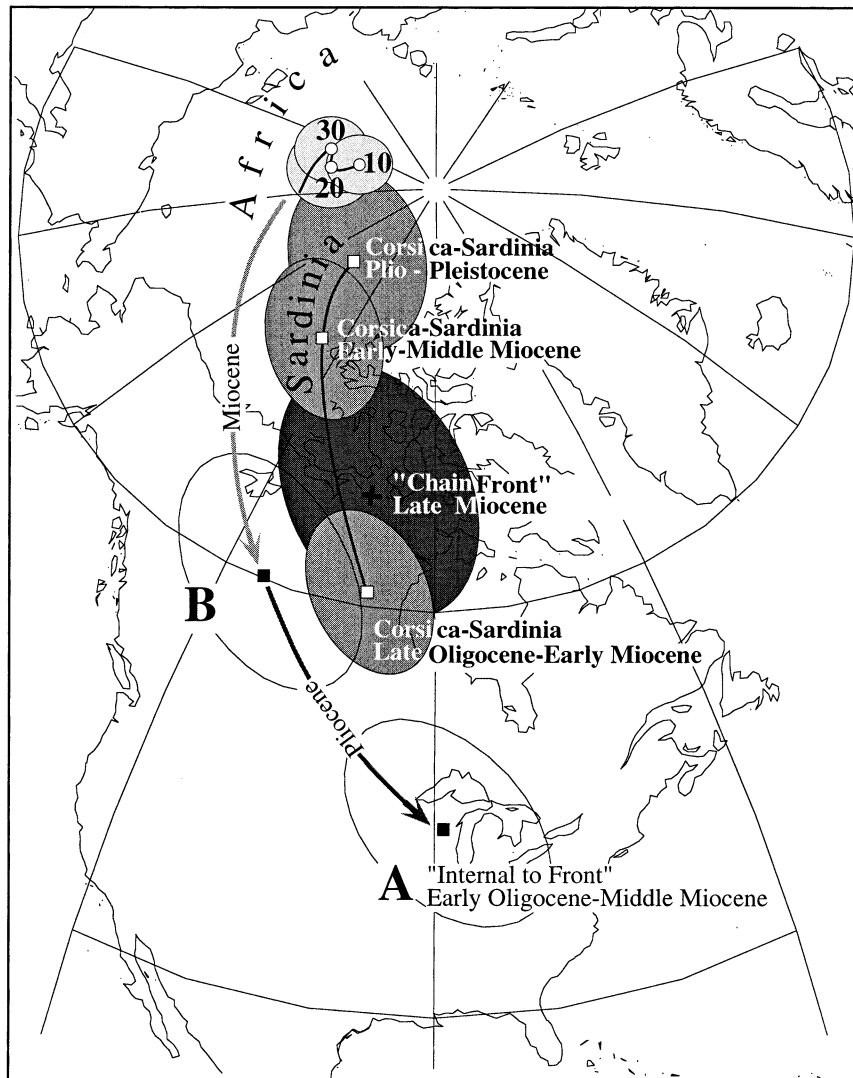 Africa
30
10
20
Corsica-Sardinia
Plio - Pleistocene
Sardinia
Corsica-Sardinia
Early-Middle Miocene
Miocene
"Chain Front"
Late Miocene
B
Corsica-Sardinia
Late Oligocene-Early Miocene
Pliocene
A
"Internal to Front"
Early Oligocene-Middle Miocene